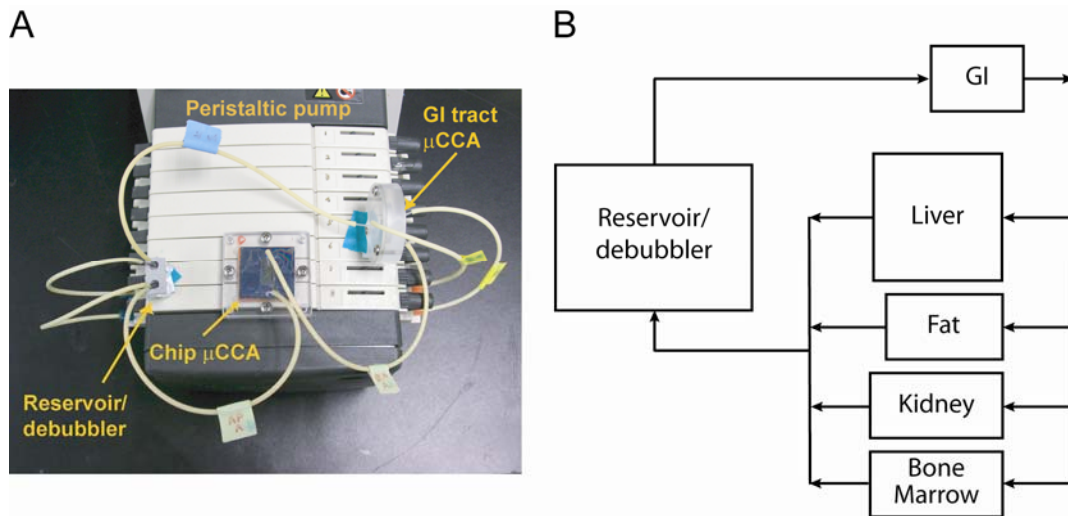 A
Peristaltic pump
GI tract
μCCA
Chip μCCA
Reservoir/
debubbler
B
GI
Reservoir/
debubbler
Liver
Fat
Kidney
Bone
Marrow